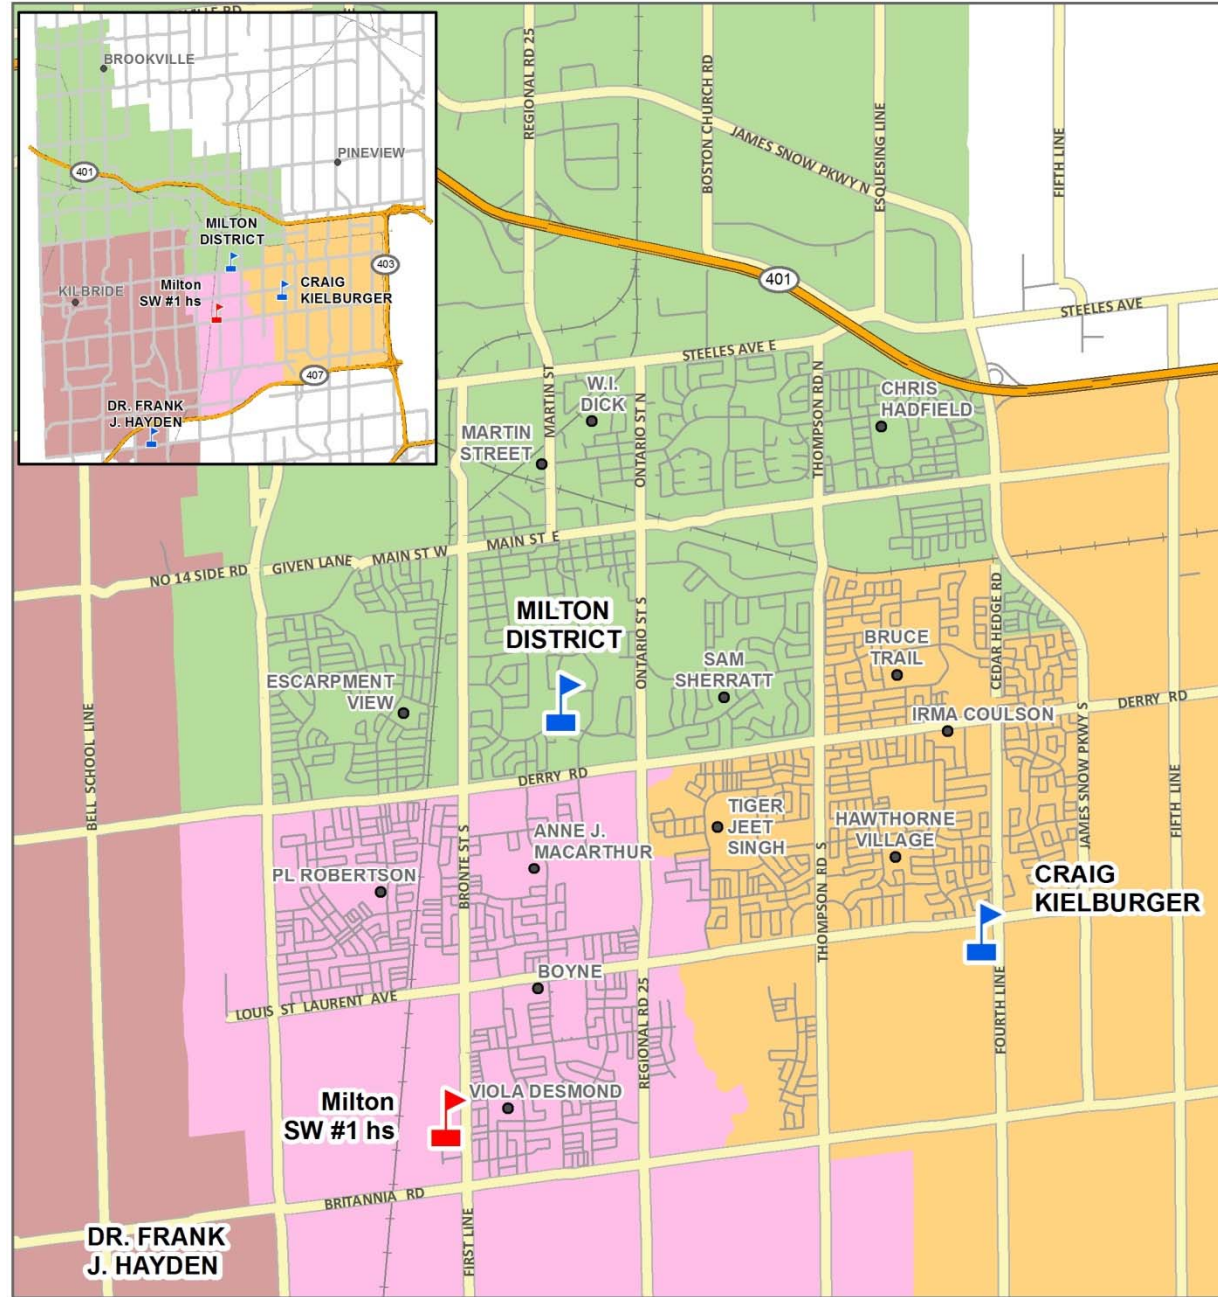 BROOKVILLE
PINEVIEW
401
MILTON
DISTRICT
403
KILBRIDE
Milton
SW #1 hs
CRAIG
KIELBURGER
407
DR. FRANK
J. HAYDEN
REGIONAL RD 25
BOSTON CHURCH RD
JAMES SNOW PKWY N
ESQUESING LINE
FIFTH LINE
401
STEELES AVE
STEELES AVE E
W.I.
DICK
MARTIN ST
ONTARIO ST N
THOMPSON RD N
CHRIS
HADFIELD
MARTIN
STREET
NO 14 SIDE RD
GIVEN LANE
MAIN ST W
MAIN ST E
MILTON
DISTRICT
ONTARIO ST S
SAM
SHERRATT
BRUCE
TRAIL
CEDAR HEDGE RD
ESCARPMENT
VIEW
IRMA COULSON
DERRY RD
BELL SCHOOL LINE
DERRY RD
JAMES SNOW PKWY S
FIFTH LINE
TIGER
JEET
SINGH
HAWTHORNE
VILLAGE
ANNE J.
MACARTHUR
PL ROBERTSON
BRONTE ST S
THOMPSON RD S
CRAIG
KIELBURGER
BOYNE
LOUIS ST LAURENT AVE
REGIONAL RD 25
FOURTH LINE
VIOLA DESMOND
Milton
SW #1 hs
BRITANNIA RD
FIRST LINE
DR. FRANK
J. HAYDEN